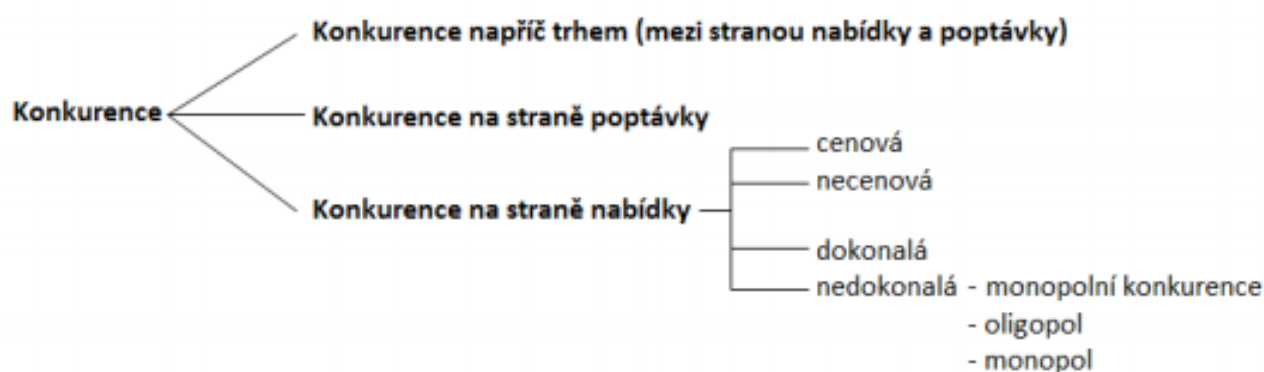 Konkurence napříč trhem (mezi stranou nabídky a poptávky)
Konkurence
Konkurence na straně poptávky
cenová
necenová
Konkurence na straně nabídky
dokonalá
nedokonalá - monopolní konkurence
- oligopol
- monopol